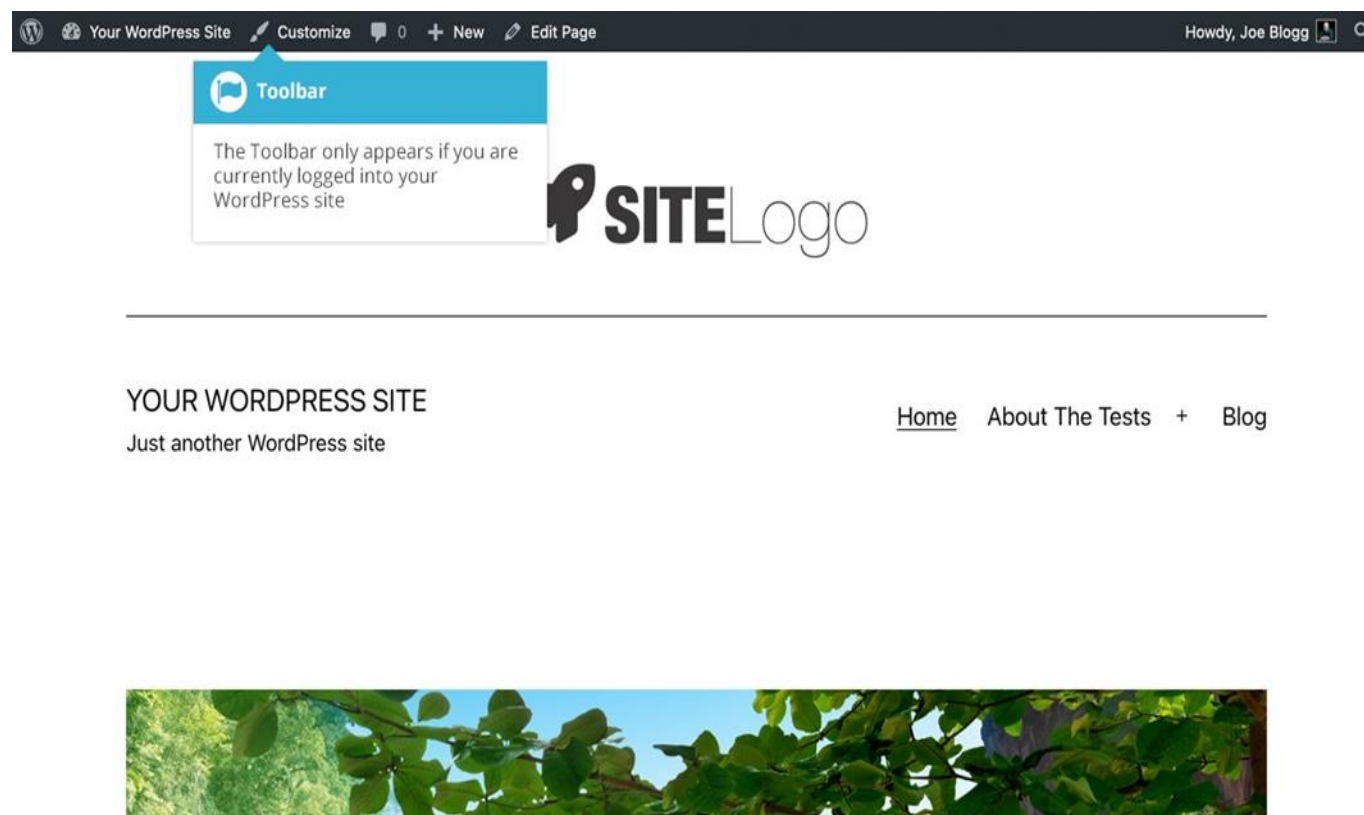 Your WordPress Site Customize 0 + New Edit Page Howdy, Joe Blogg
Toolbar
The Toolbar only appears if you are
currently logged into your
WordPress site
SITELogo
YOUR WORDPRESS SITE
Just another WordPress site
Home About The Tests + Blog